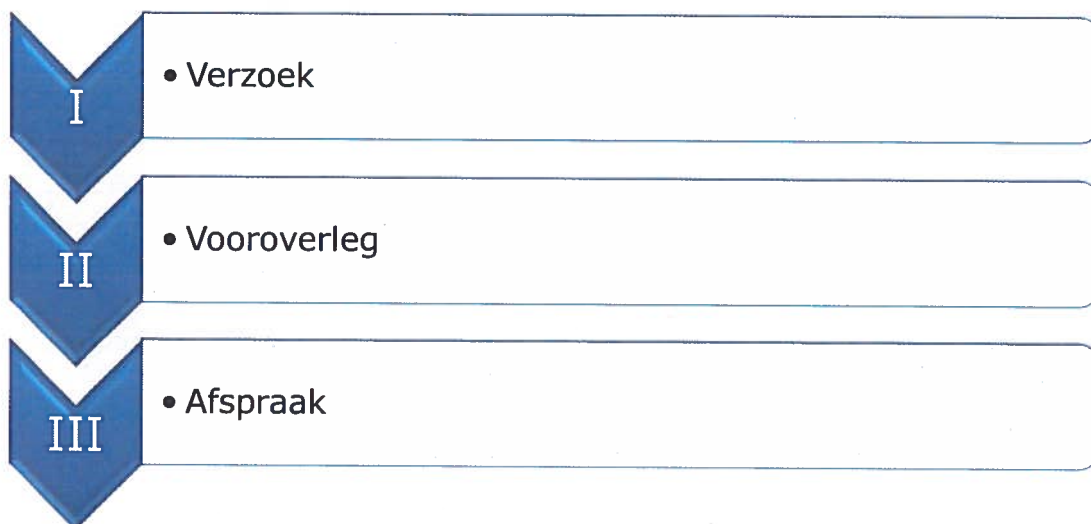 I
• Verzoek
II
• Vooroverleg
III
• Afspraak